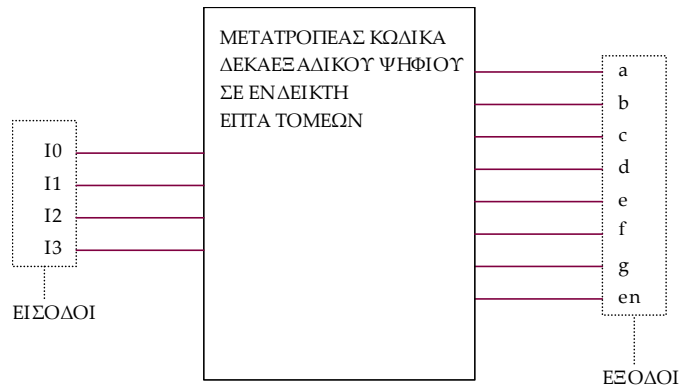 ΜΕΤΑΤΡΟΠΕΑΣ ΚΩΔΙΚΑ
ΔΕΚΑΕΞΑΔΙΚΟΥ ΨΗΦΙΟΥ
ΣΕ ΕΝΔΕΙΚΤΗ
ΕΠΤΑ ΤΟΜΕΩΝ
I0
I1
I2
I3
ΕΙΣΟΔΟΙ
a
b
c
d
e
f
g
en
ΕΞΟΔΟΙ